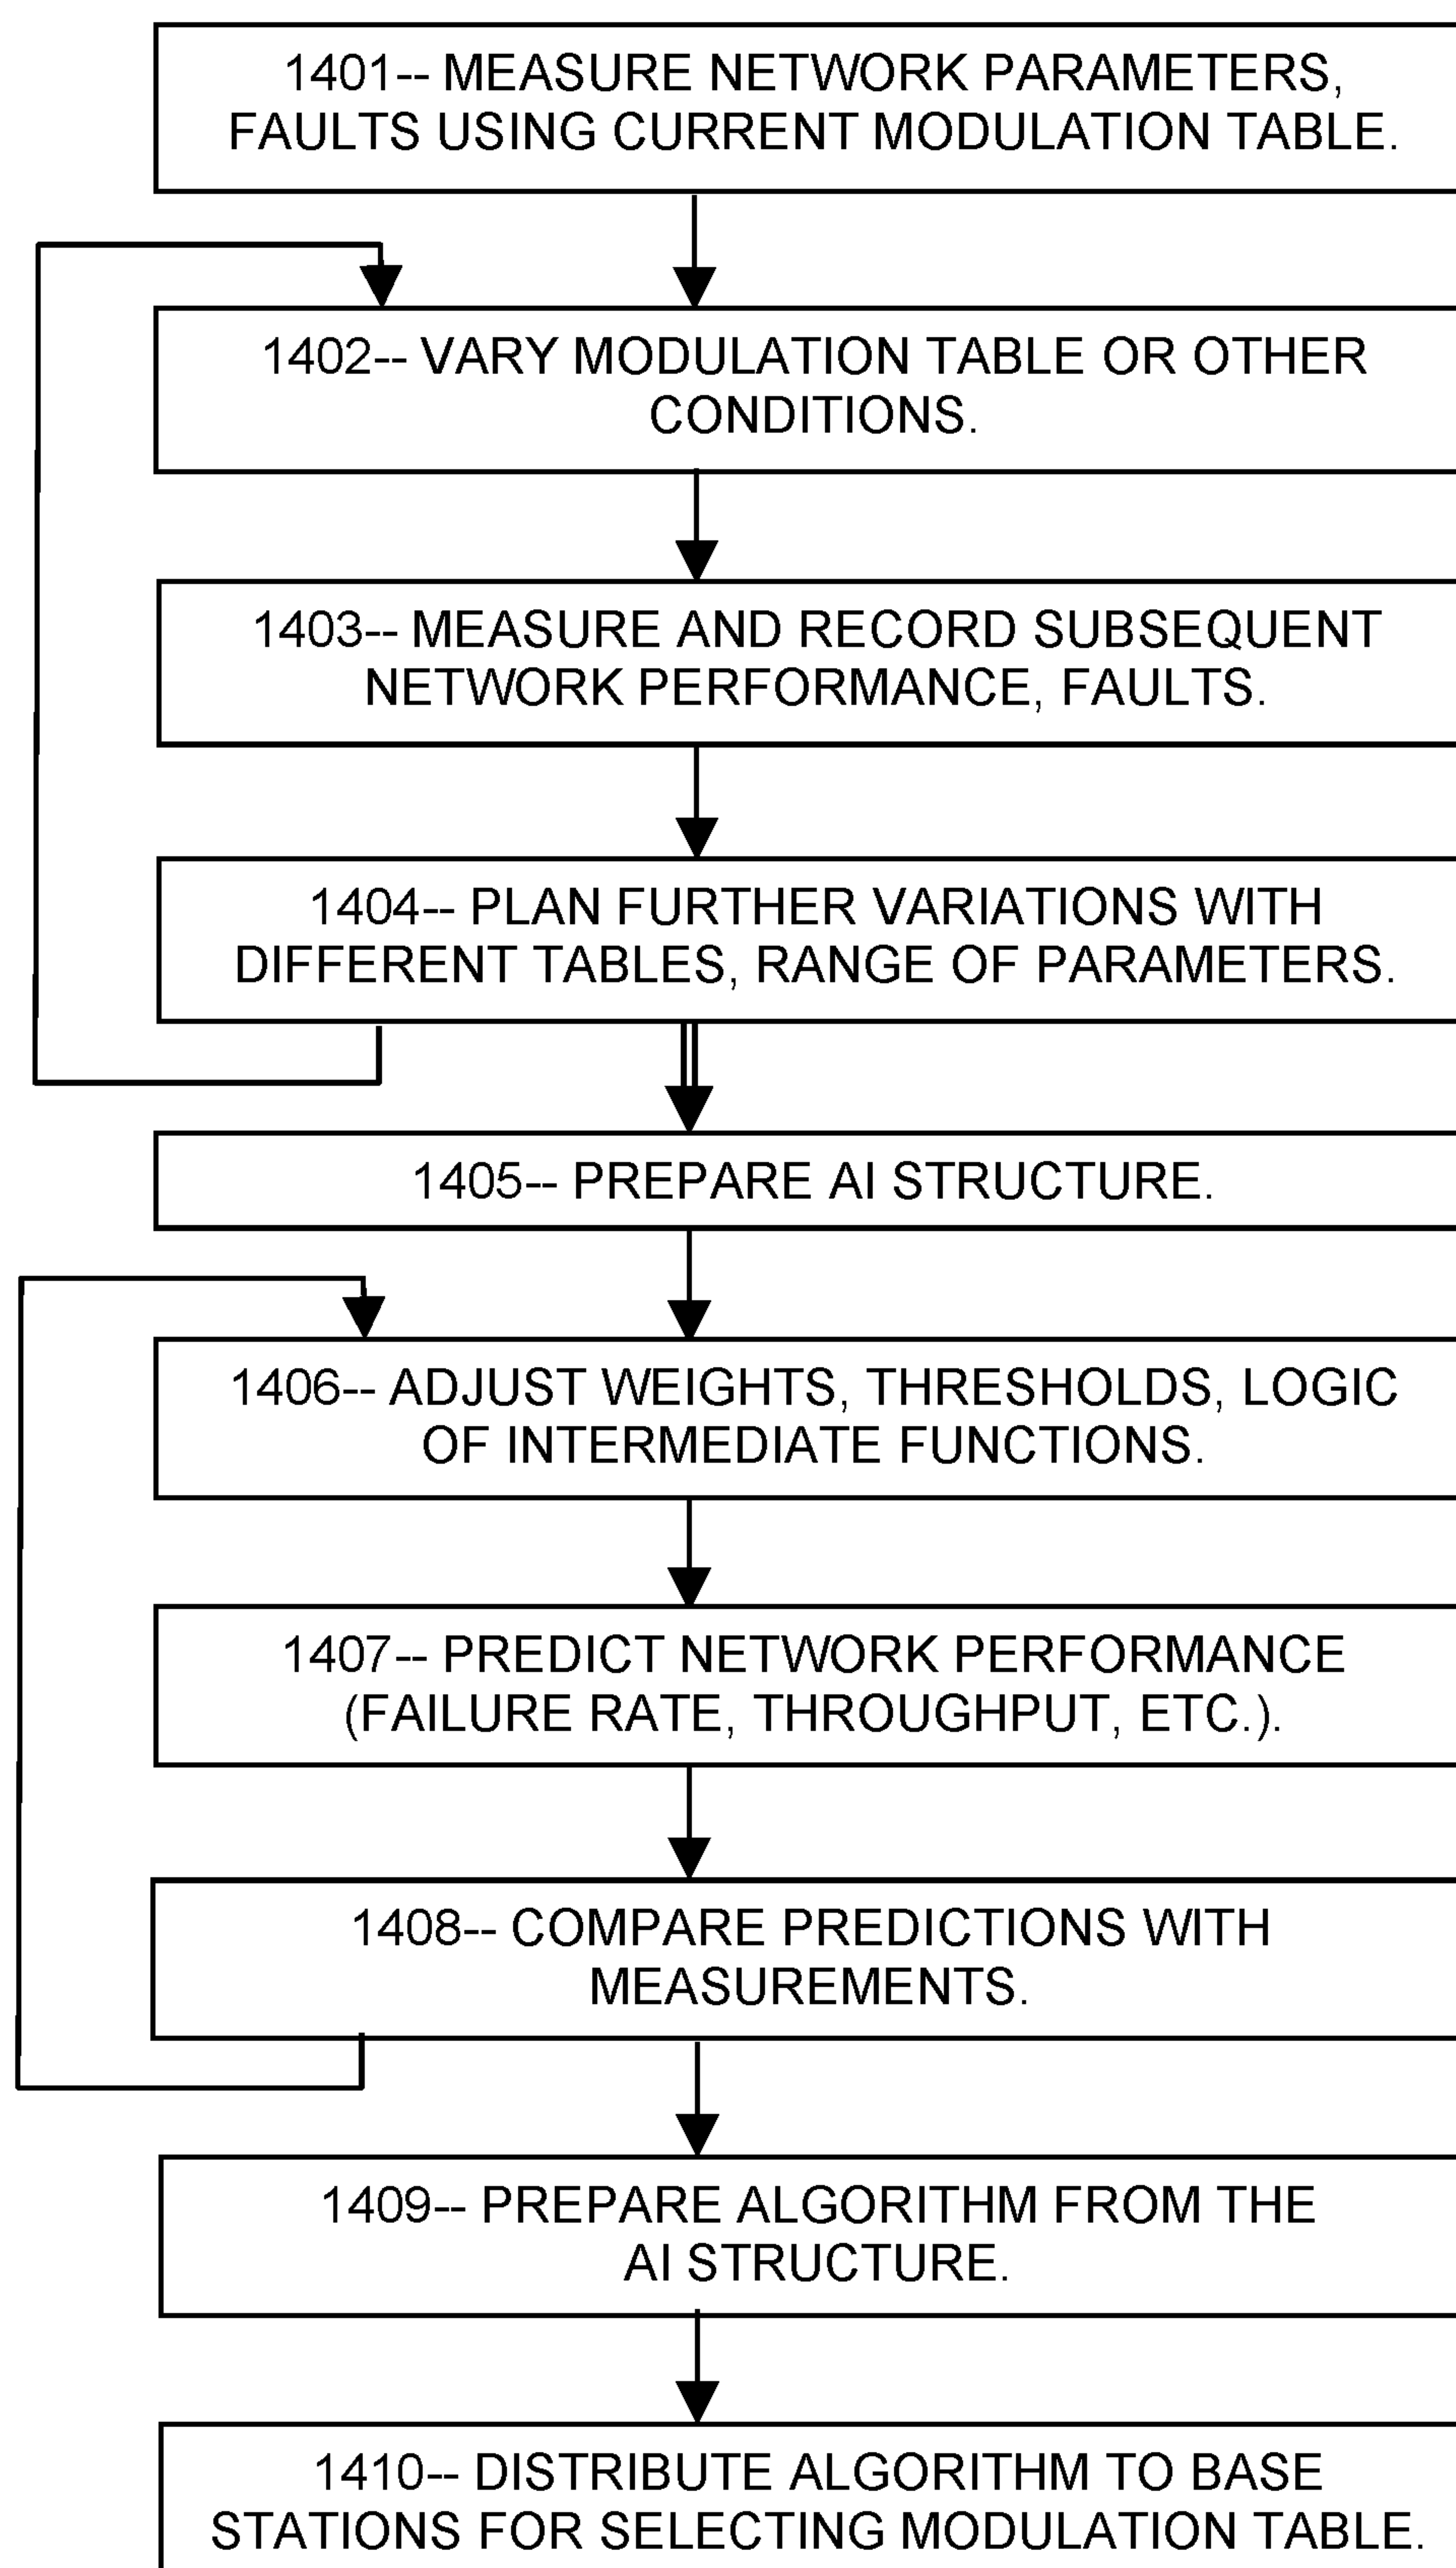 1401-- MEASURE NETWORK PARAMETERS,
FAULTS USING CURRENT MODULATION TABLE.
1402-- VARY MODULATION TABLE OR OTHER
CONDITIONS.
1403-- MEASURE AND RECORD SUBSEQUENT
NETWORK PERFORMANCE, FAULTS.
1404-- PLAN FURTHER VARIATIONS WITH
DIFFERENT TABLES, RANGE OF PARAMETERS.
1405-- PREPARE AI STRUCTURE.
1406-- ADJUST WEIGHTS, THRESHOLDS, LOGIC
OF INTERMEDIATE FUNCTIONS.
1407-- PREDICT NETWORK PERFORMANCE
(FAILURE RATE, THROUGHPUT, ETC.).
1408-- COMPARE PREDICTIONS WITH
MEASUREMENTS.
1409-- PREPARE ALGORITHM FROM THE
AI STRUCTURE.
1410-- DISTRIBUTE ALGORITHM TO BASE
STATIONS FOR SELECTING MODULATION TABLE.